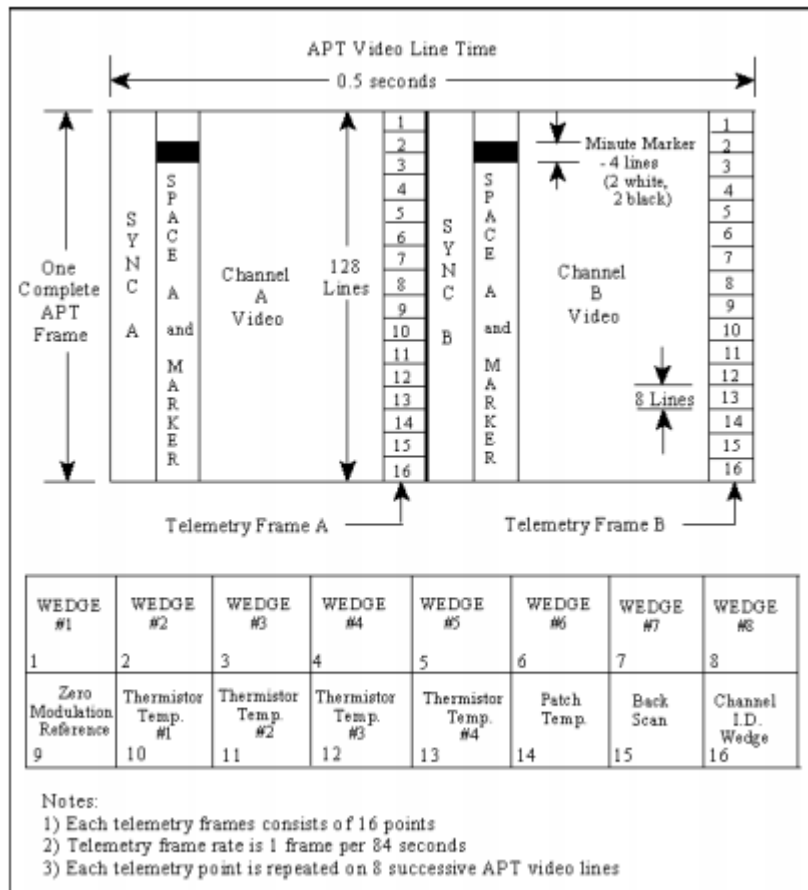 APT Video Line Time
0.5 seconds
One
Complete
APT
Frame
SYNC A
SPACE A and MARKER
Channel
A
Video
128
Lines
1
2
3
4
5
6
7
8
9
10
11
12
13
14
15
16
SYNC B
SPACE A and MARKER
Minute Marker
- 4 lines
(2 white,
2 black)
Channel
B
Video
8 Lines
1
2
3
4
5
6
7
8
9
10
11
12
13
14
15
16
Telemetry Frame A
Telemetry Frame B
WEDGE
#1
1
WEDGE
#2
2
WEDGE
#3
3
WEDGE
#4
4
WEDGE
#5
5
WEDGE
#6
6
WEDGE
#7
7
WEDGE
#8
8
Zero
Modulation
Reference
9
Thermistor
Temp.
#1
10
Thermistor
Temp.
#2
11
Thermistor
Temp.
#3
12
Thermistor
Temp.
#4
13
Patch
Temp.
14
Back
Scan
15
Channel
I.D.
Wedge
16
Notes:
1) Each telemetry frames consists of 16 points
2) Telemetry frame rate is 1 frame per 84 seconds
3) Each telemetry point is repeated on 8 successive APT video lines